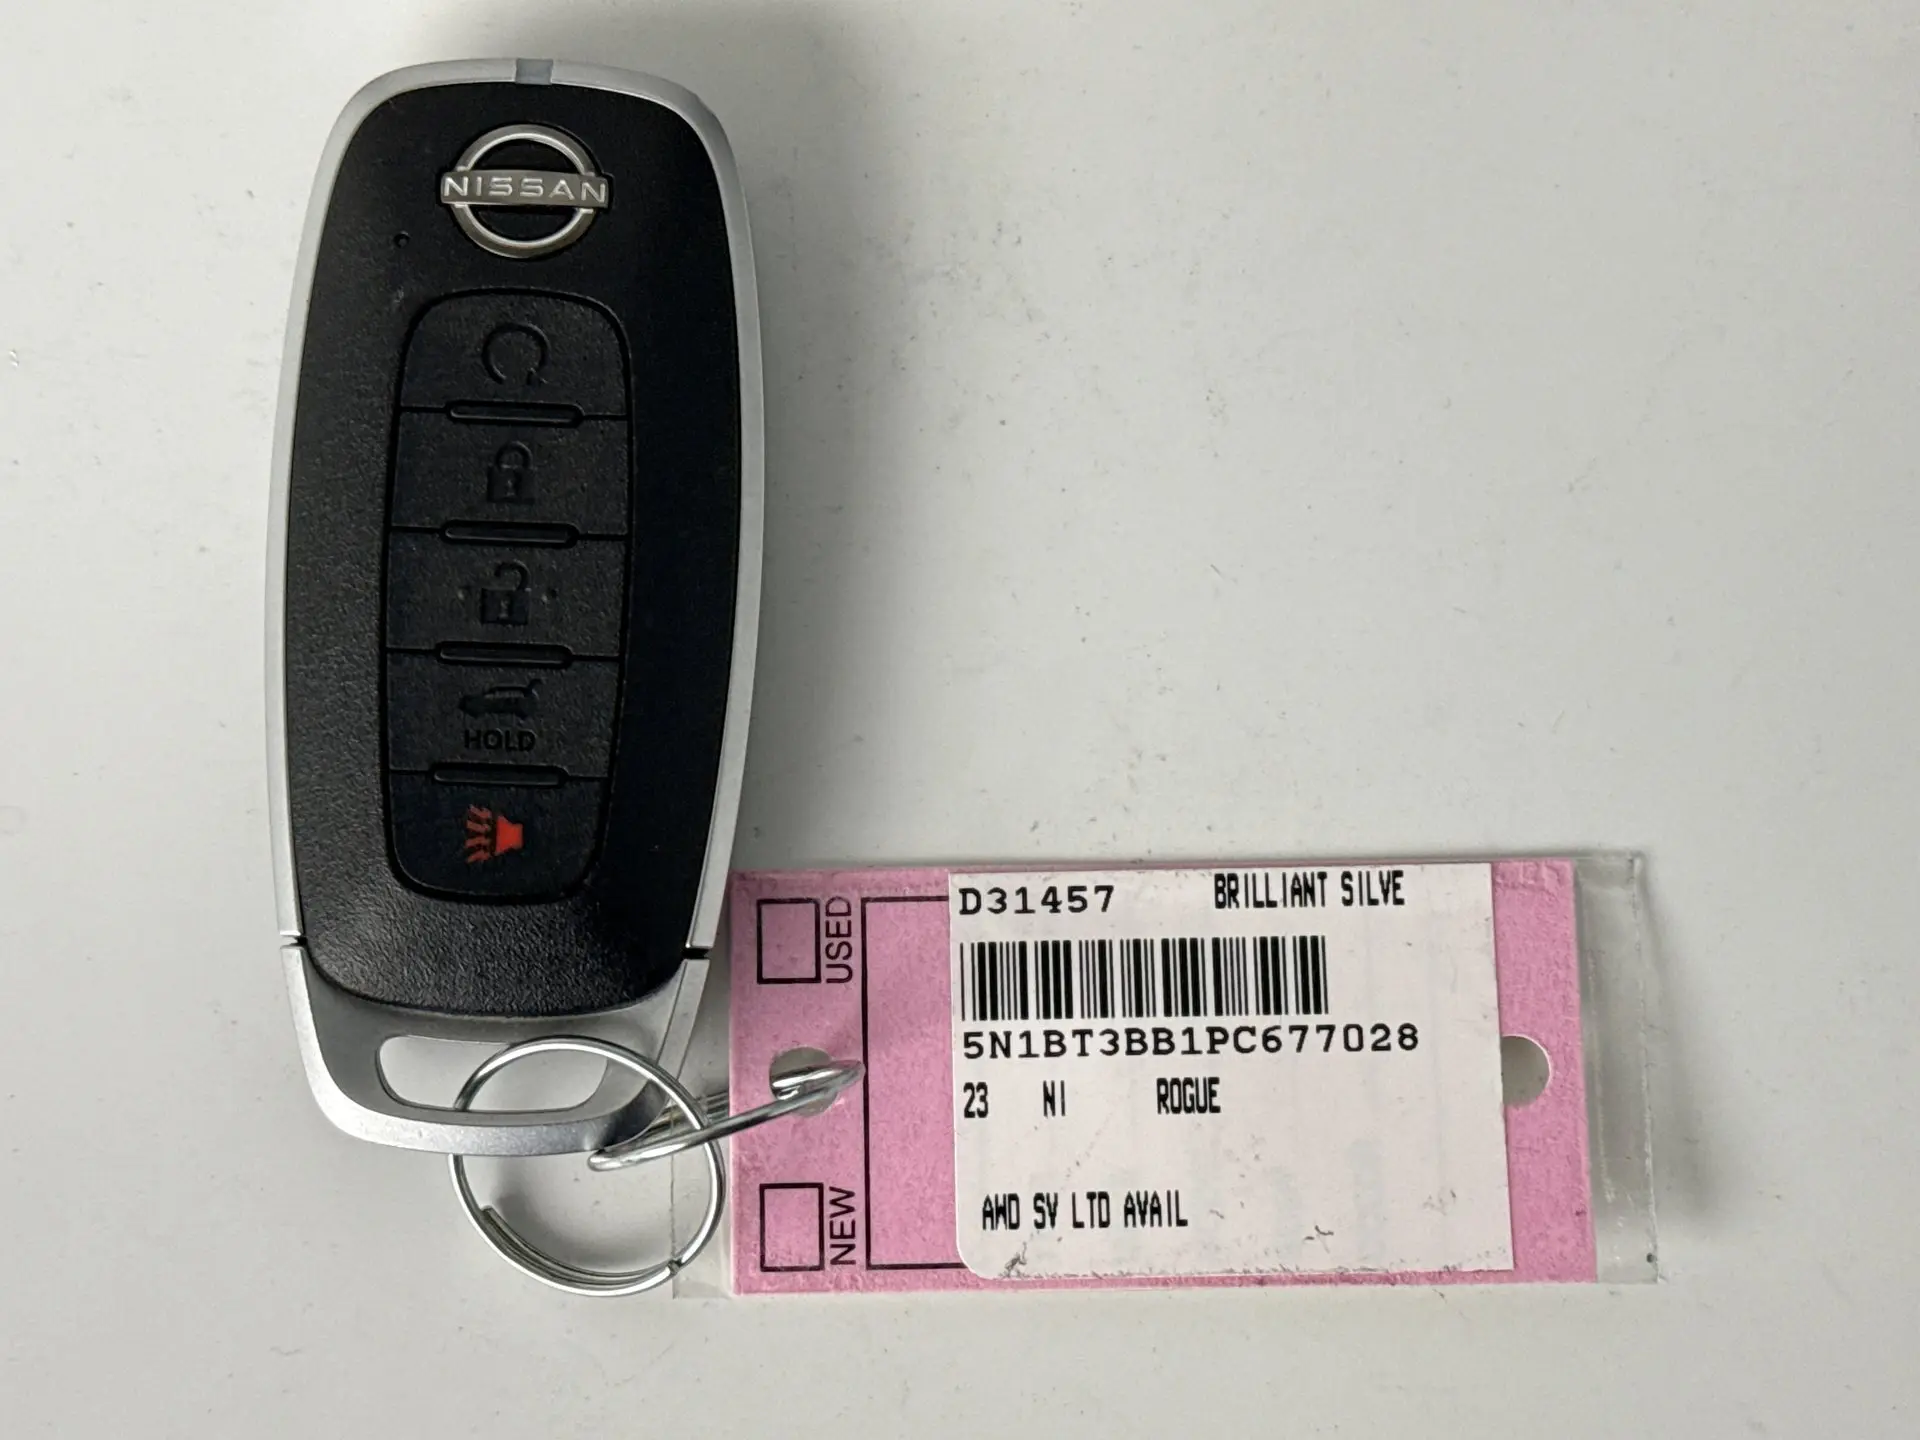 NISSAN
HOLD
USED
NEW
D31457 BRILLIANT SILVE
5N1BT3BB1PC677028
23 NI ROGUE
AWD SV LTD AVAIL